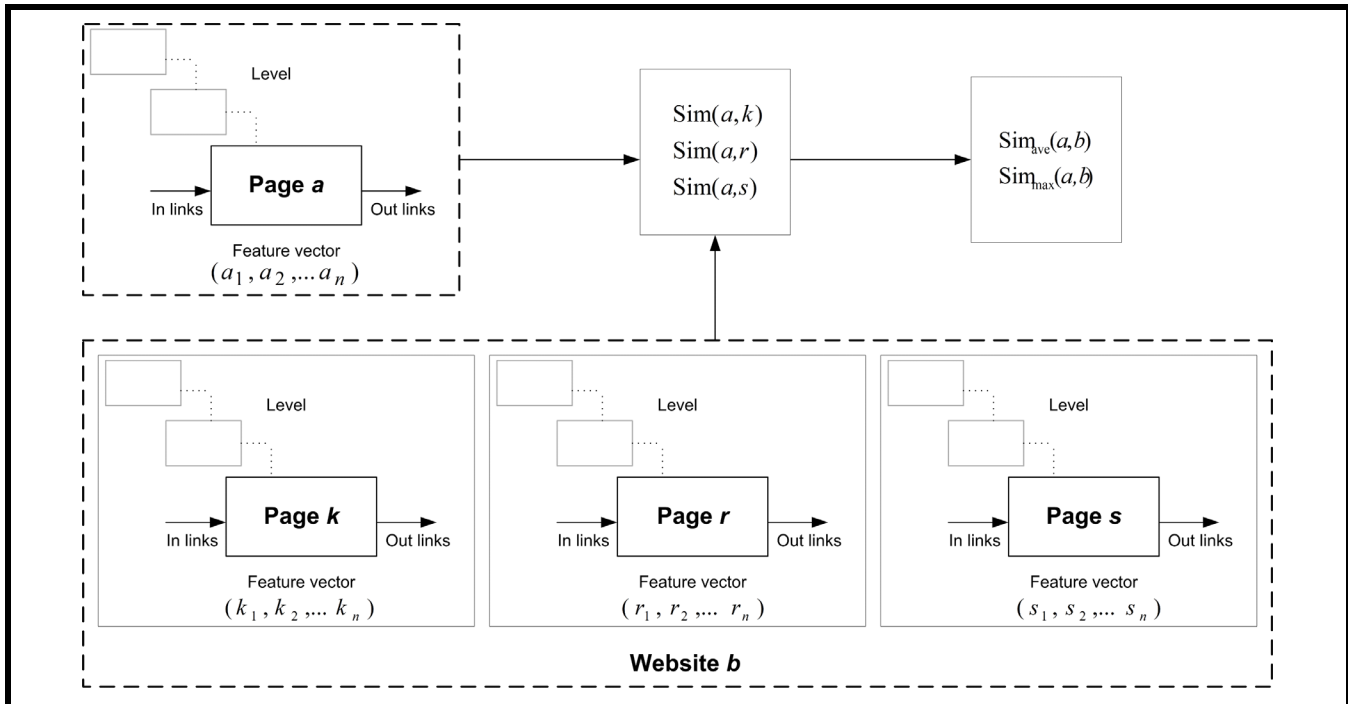 Level
Page a
In links
Out links
Feature vector
(a1, a2,...an)
Sim(a,k)
Sim(a,r)
Sim(a,s)
Simave(a,b)
Simmax(a,b)
Level
Page k
In links
Out links
Feature vector
(k1, k2,... kn)
Level
Page r
In links
Out links
Feature vector
(r1, r2,... rn)
Level
Page s
In links
Out links
Feature vector
(s1, s2,... sn)
Website b